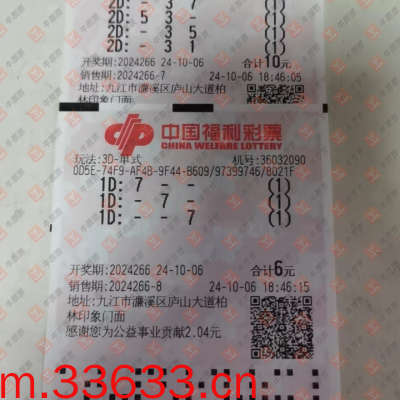 2D: - 3 7 (1)
2D: 5 3 - (1)
2D: - 3 5 (1)
2D: - 3 1 (1)
开奖期:2024266 24-10-06 合计10元
销售期:2024266-7 24-10-06 18:46:05
地址:九江市濂溪区庐山大道柏
林印象门面
中国福利彩票
CHINA WELFARE LOTTERY
玩法:3D-单式 机号:36032090
0D5E-74F9-AF4B-9F44-B609/97399746/8021F
1D: 7 - - (1)
1D: - 7 - (1)
1D: - - 7 (1)
开奖期:2024266 24-10-06 合计6元
销售期:2024266-8 24-10-06 18:46:15
地址:九江市濂溪区庐山大道柏
林印象门面
感谢您为公益事业贡献2.04元
m.33633.cn